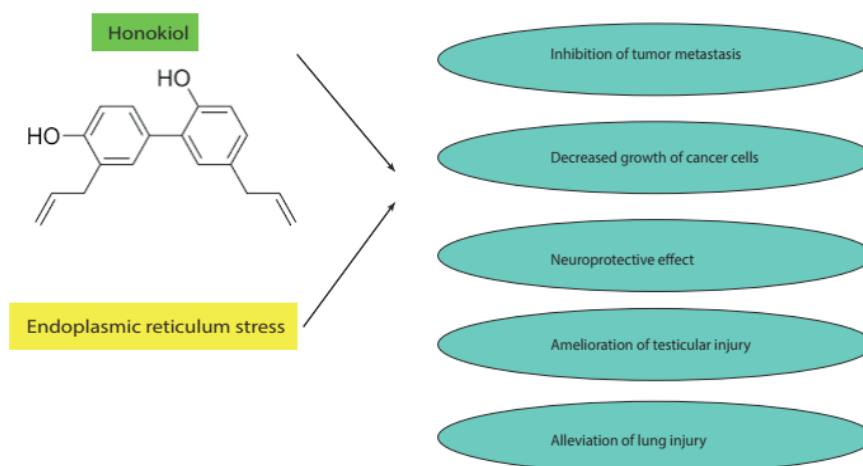 Honokiol
HO
HO
Endoplasmic reticulum stress
Inhibition of tumor metastasis
Decreased growth of cancer cells
Neuroprotective effect
Amelioration of testicular injury
Alleviation of lung injury